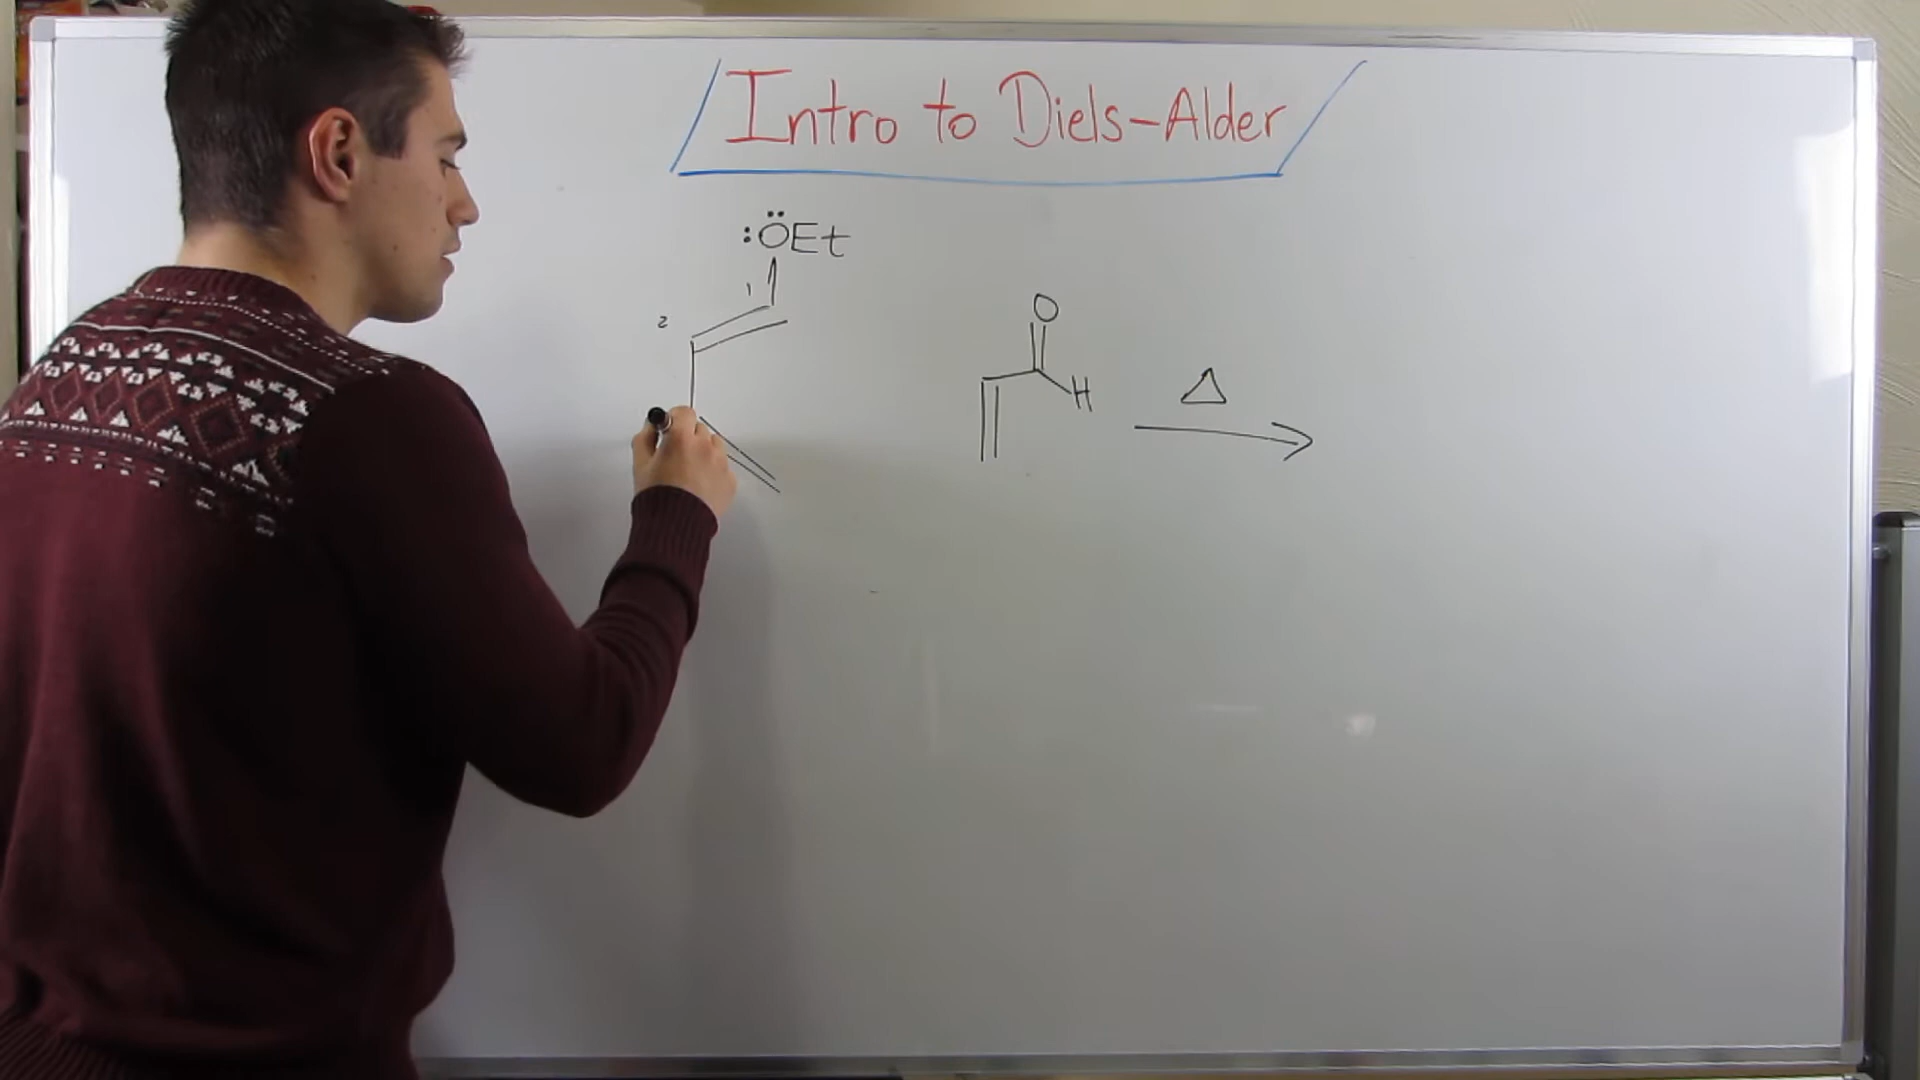 Intro to Diels-Alder
:ÖEt
1
2
O
H
Δ